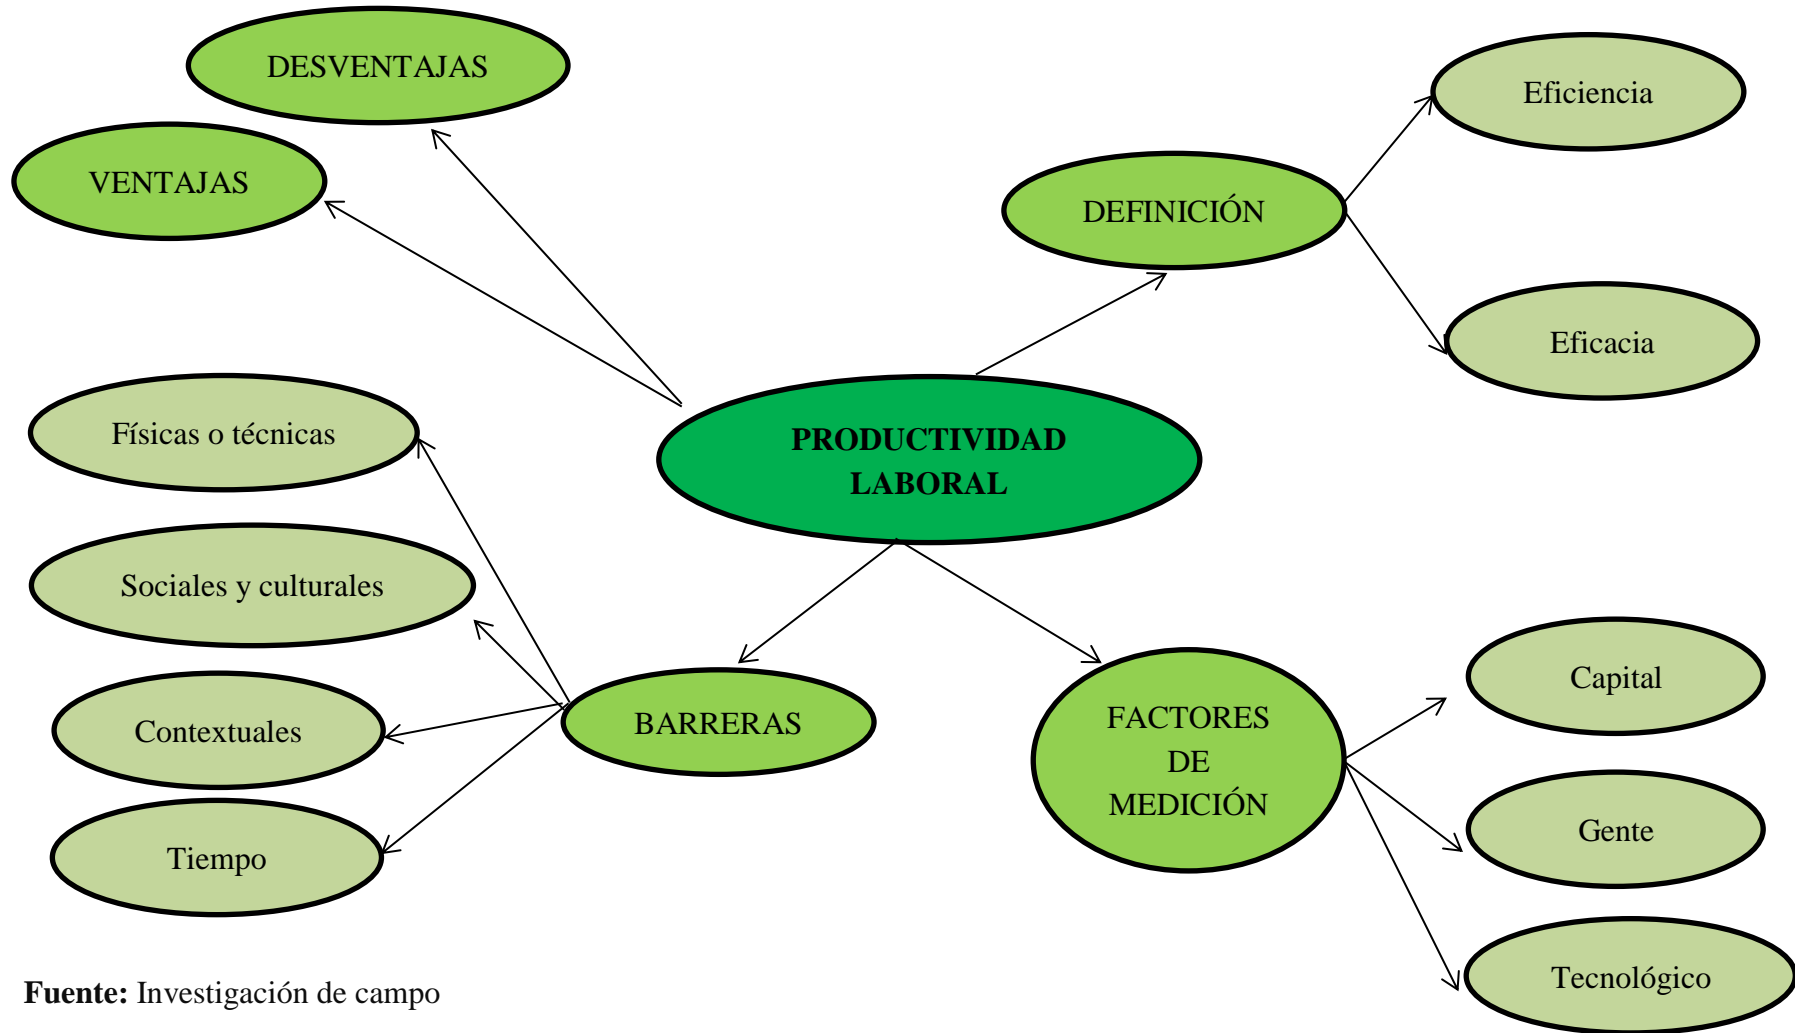 DESVENTAJAS
VENTAJAS
DEFINICIÓN
Eficiencia
Eficacia
PRODUCTIVIDAD
LABORAL
Físicas o técnicas
Sociales y culturales
Contextuales
Tiempo
BARRERAS
FACTORES
DE
MEDICIÓN
Capital
Gente
Tecnológico
Fuente: Investigación de campo